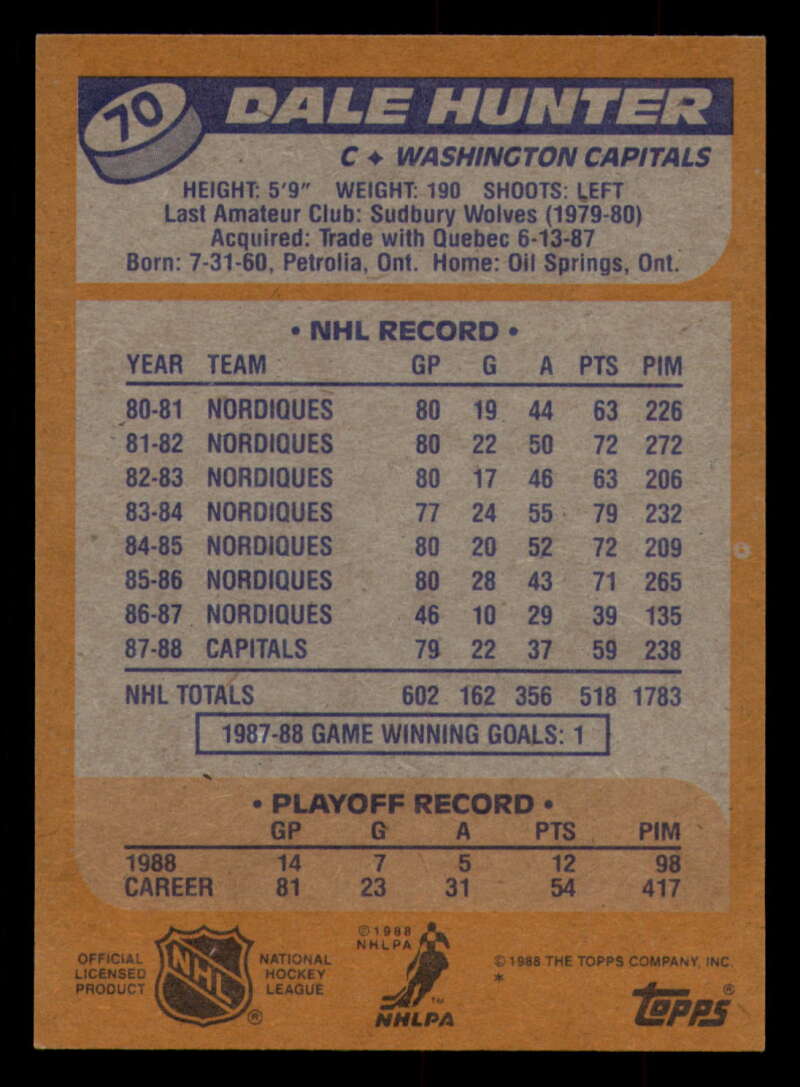 70
DALE HUNTER
C ♦ WASHINGTON CAPITALS
HEIGHT: 5'9" WEIGHT: 190 SHOOTS: LEFT
Last Amateur Club: Sudbury Wolves (1979-80)
Acquired: Trade with Quebec 6-13-87
Born: 7-31-60, Petrolia, Ont. Home: Oil Springs, Ont.
• NHL RECORD •
YEAR TEAM GP G A PTS PIM
80-81 NORDIQUES 80 19 44 63 226
81-82 NORDIQUES 80 22 50 72 272
82-83 NORDIQUES 80 17 46 63 206
83-84 NORDIQUES 77 24 55 79 232
84-85 NORDIQUES 80 20 52 72 209
85-86 NORDIQUES 80 28 43 71 265
86-87 NORDIQUES 46 10 29 39 135
87-88 CAPITALS 79 22 37 59 238
NHL TOTALS 602 162 356 518 1783
1987-88 GAME WINNING GOALS: 1
• PLAYOFF RECORD •
GP G A PTS PIM
1988 14 7 5 12 98
CAREER 81 23 31 54 417
OFFICIAL
LICENSED
PRODUCT
NHL
®
NATIONAL
HOCKEY
LEAGUE
© 1988
NHLPA
TM
NHLPA
© 1988 THE TOPPS COMPANY, INC.
*
topps®